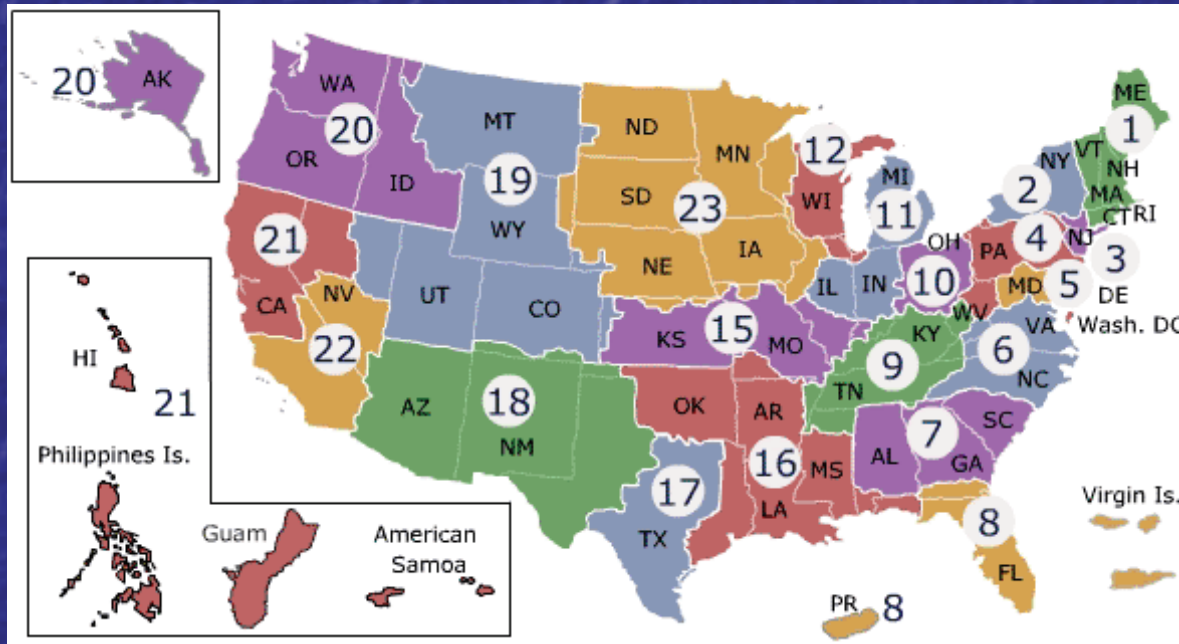 20
AK
WA
20
OR
ID
MT
19
WY
ND
MN
SD
23
NE
IA
12
WI
MI
11
ME
1
VT
NH
NY
2
MA
CT
RI
21
CA
NV
22
UT
CO
OH
10
IL
IN
PA
4
NJ
3
MD
5
DE
WV
VA
Wash. DC
6
NC
KS
15
MO
KY
9
TN
AZ
18
NM
OK
AR
16
MS
LA
17
TX
SC
7
AL
GA
8
FL
PR
8
Virgin Is.
HI
21
Philippines Is.
Guam
American
Samoa